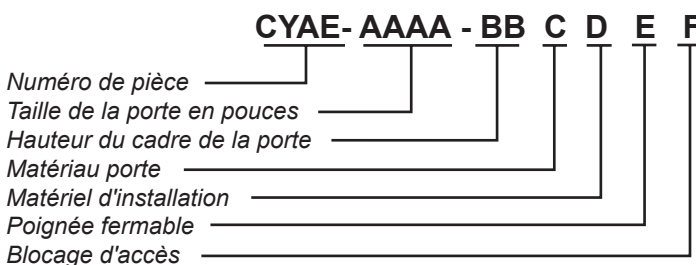 CYAE- AAAA - BB C D E F
Numéro de pièce
Taille de la porte en pouces
Hauteur du cadre de la porte
Matériau porte
Matériel d'installation
Poignée fermable
Blocage d'accès